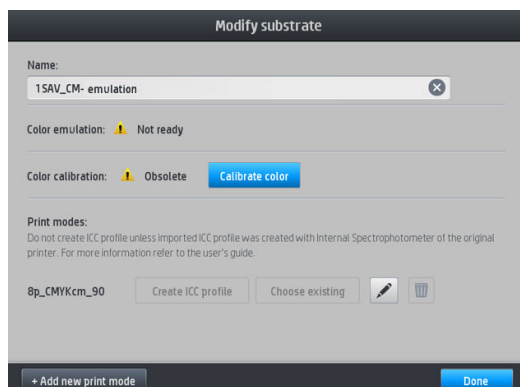 Modify substrate
Name:
1SAV_CM- emulation
Color emulation: Not ready
Color calibration: Obsolete Calibrate color
Print modes:
Do not create ICC profile unless imported ICC profile was created with Internal Spectrophotometer of the original
printer. For more information refer to the user's guide.
8p_CMYKcm_90 Create ICC profile Choose existing
+ Add new print mode Done